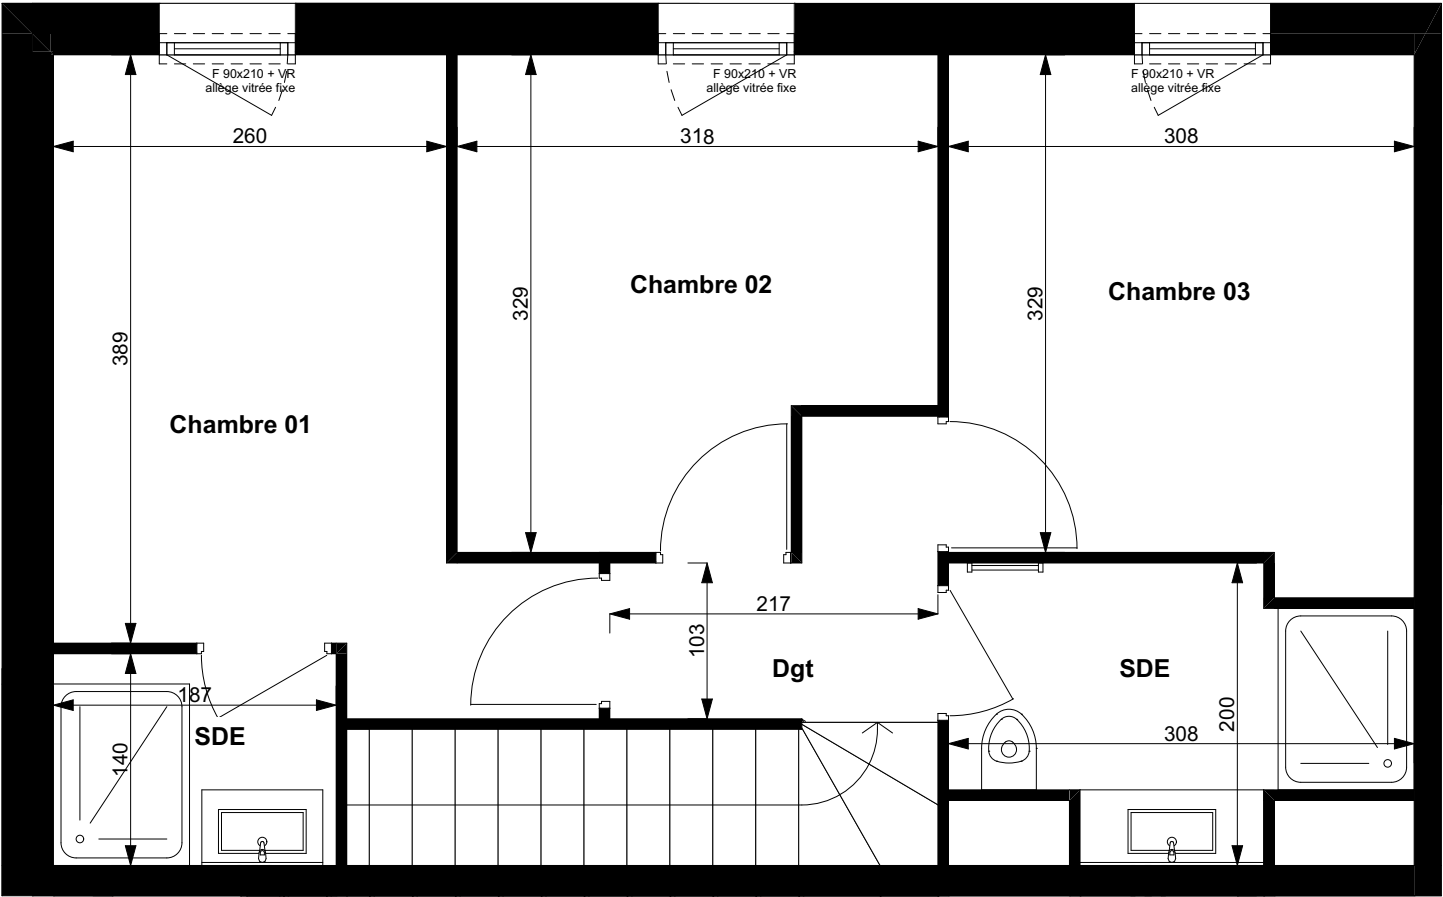 F 90x210 + VR
allège vitrée fixe
F 90x210 + VR
allège vitrée fixe
F 90x210 + VR
allège vitrée fixe
260
318
308
Chambre 02
Chambre 03
329
329
389
Chambre 01
217
103
Dgt
SDE
187
SDE
140
200
308